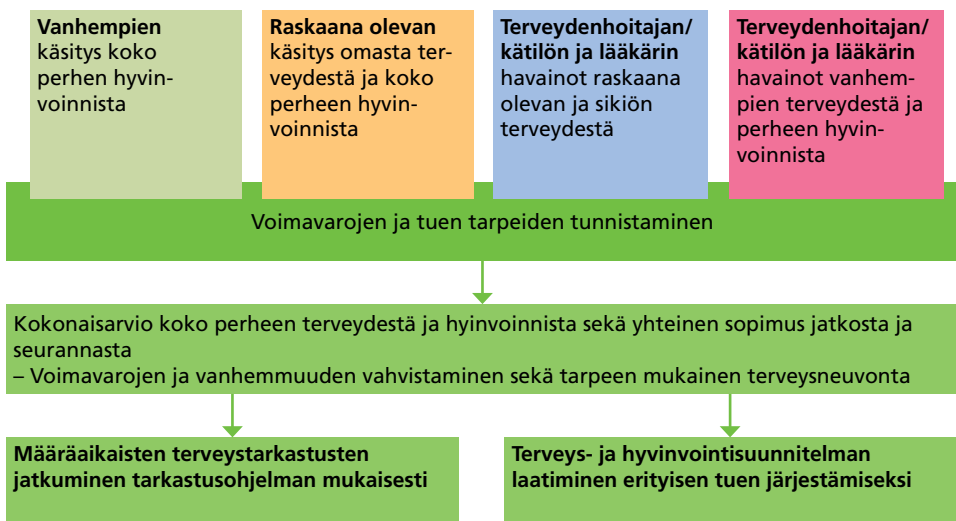 Vanhempien
käsitys koko
perhen hyvin-
voinnista
Raskaana olevan
käsitys omasta ter-
veydestä ja koko
perheen hyvin-
voinnista
Terveydenhoitajan/
kätilön ja lääkärin
havainot raskaana
olevan ja sikiön
terveydestä
Terveydenhoitajan/
kätilön ja lääkärin
havainot vanhem-
pien terveydestä ja
perheen hyvin-
voinnista
Voimavarojen ja tuen tarpeiden tunnistaminen
Kokonaisarvio koko perheen terveydestä ja hyinvoinnista sekä yhteinen sopimus jatkosta ja
seurannasta
– Voimavarojen ja vanhemmuuden vahvistaminen sekä tarpeen mukainen terveysneuvonta
Määräaikaisten terveystarkastusten
jatkuminen tarkastusohjelman mukaisesti
Terveys- ja hyvinvointisuunnitelman
laatiminen erityisen tuen järjestämiseksi